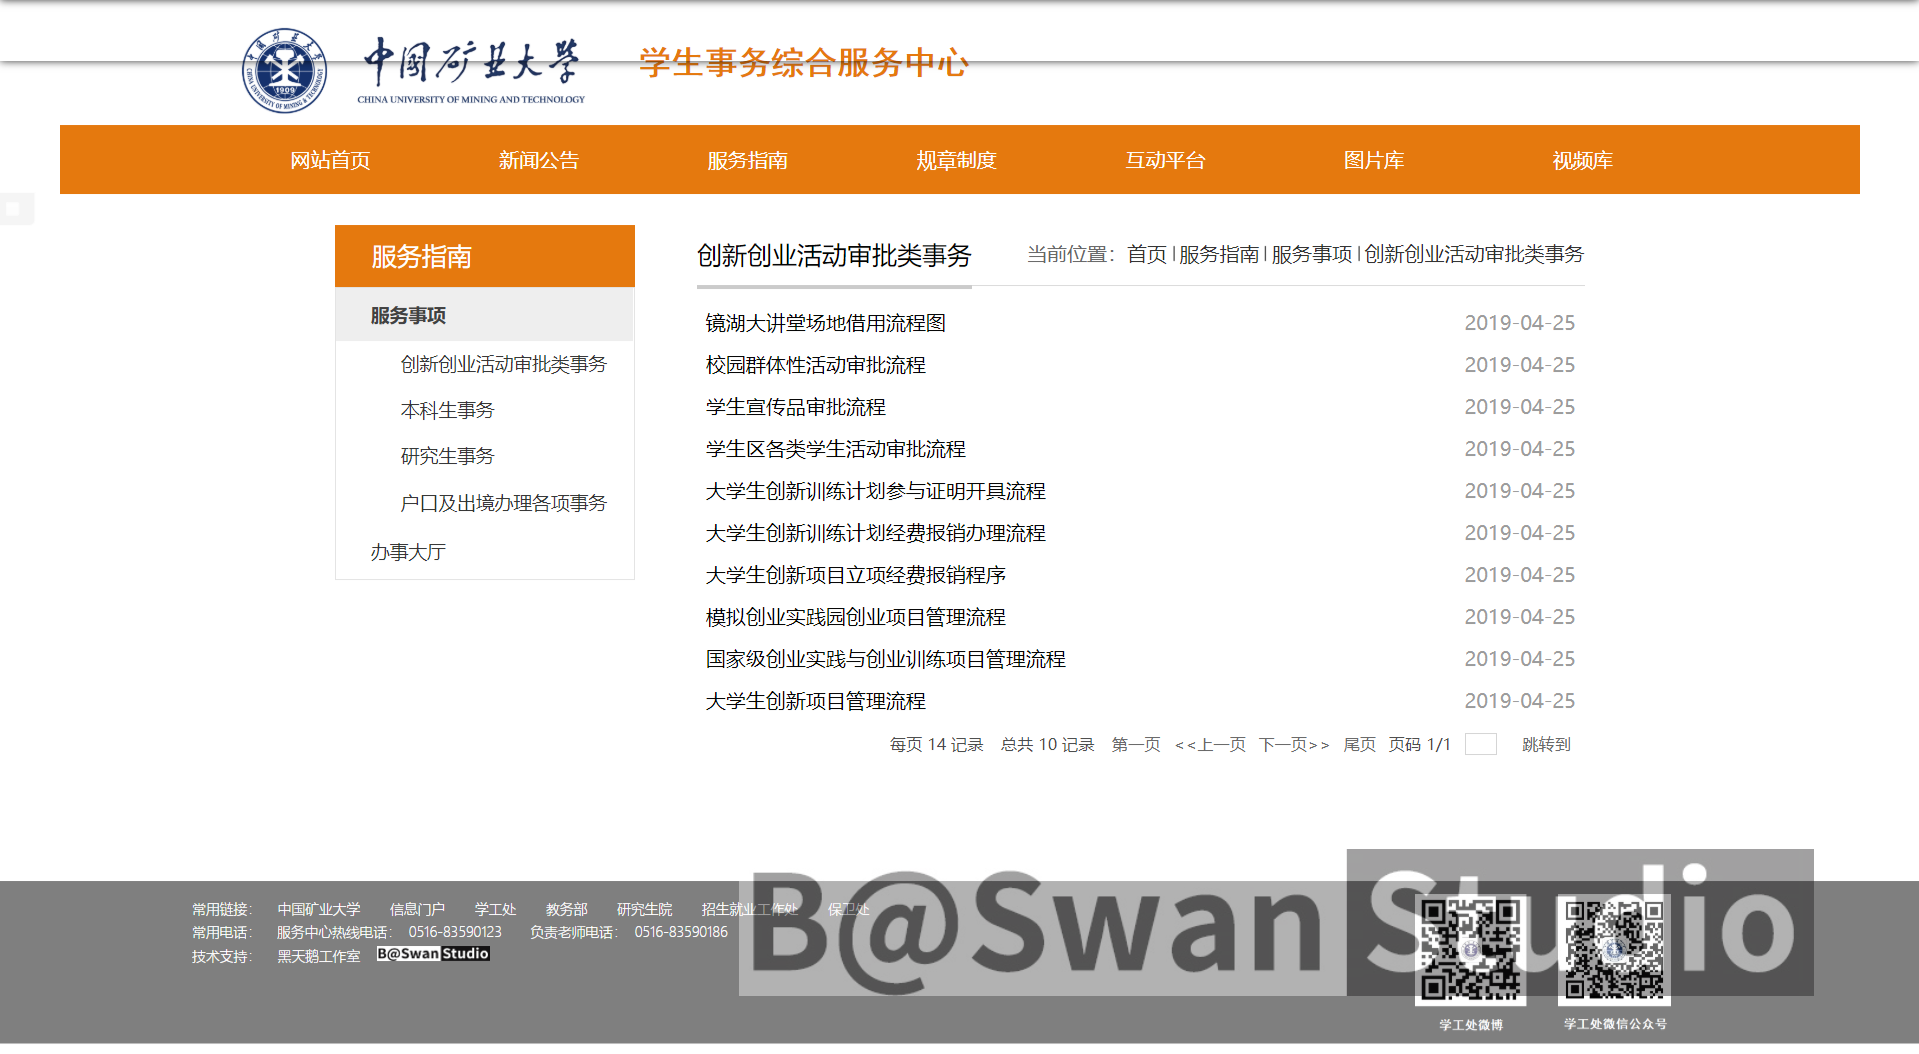 中国矿业大学
CHINA UNIVERSITY OF MINING AND TECHNOLOGY
1909
学生事务综合服务中心
网站首页 新闻公告 服务指南 规章制度 互动平台 图片库 视频库
服务指南
服务事项
创新创业活动审批类事务
本科生事务
研究生事务
户口及出境办理各项事务
办事大厅
创新创业活动审批类事务
当前位置： 首页 | 服务指南 | 服务事项 | 创新创业活动审批类事务
镜湖大讲堂场地借用流程图 2019-04-25
校园群体性活动审批流程 2019-04-25
学生宣传品审批流程 2019-04-25
学生区各类学生活动审批流程 2019-04-25
大学生创新训练计划参与证明开具流程 2019-04-25
大学生创新训练计划经费报销办理流程 2019-04-25
大学生创新项目立项经费报销程序 2019-04-25
模拟创业实践园创业项目管理流程 2019-04-25
国家级创业实践与创业训练项目管理流程 2019-04-25
大学生创新项目管理流程 2019-04-25
每页 14 记录 总共 10 记录 第一页 <<上一页 下一页>> 尾页 页码 1/1 跳转到
常用链接： 中国矿业大学 信息门户 学工处 教务部 研究生院 招生就业工作处 保卫处
常用电话： 服务中心热线电话： 0516-83590123 负责老师电话： 0516-83590186
技术支持： 黑天鹅工作室 B@Swan Studio
B@Swan Studio
学工处微博 学工处微信公众号